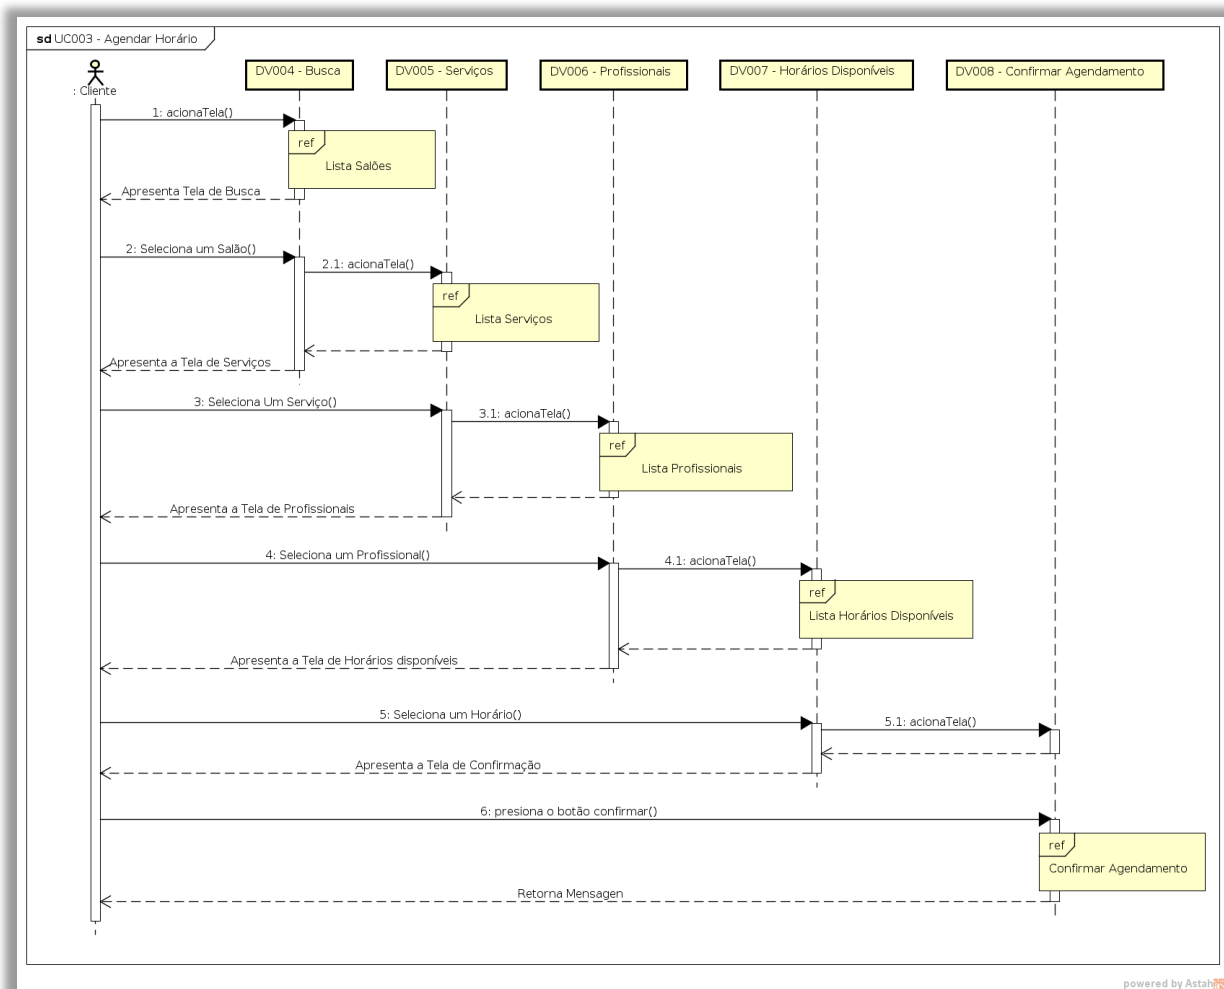 sd UC003 - Agendar Horário
: Cliente
DV004 - Busca
DV005 - Serviços
DV006 - Profissionais
DV007 - Horários Disponíveis
DV008 - Confirmar Agendamento
1: acionaTela()
ref
Lista Salões
Apresenta Tela de Busca
2: Seleciona um Salão()
2.1: acionaTela()
ref
Lista Serviços
Apresenta a Tela de Serviços
3: Seleciona Um Serviço()
3.1: acionaTela()
ref
Lista Profissionais
Apresenta a Tela de Profissionais
4: Seleciona um Profissional()
4.1: acionaTela()
ref
Lista Horários Disponíveis
Apresenta a Tela de Horários disponíveis
5: Seleciona um Horário()
5.1: acionaTela()
Apresenta a Tela de Confirmação
6: presiona o botão confirmar()
ref
Confirmar Agendamento
Retorna Mensagen
powered by Astah